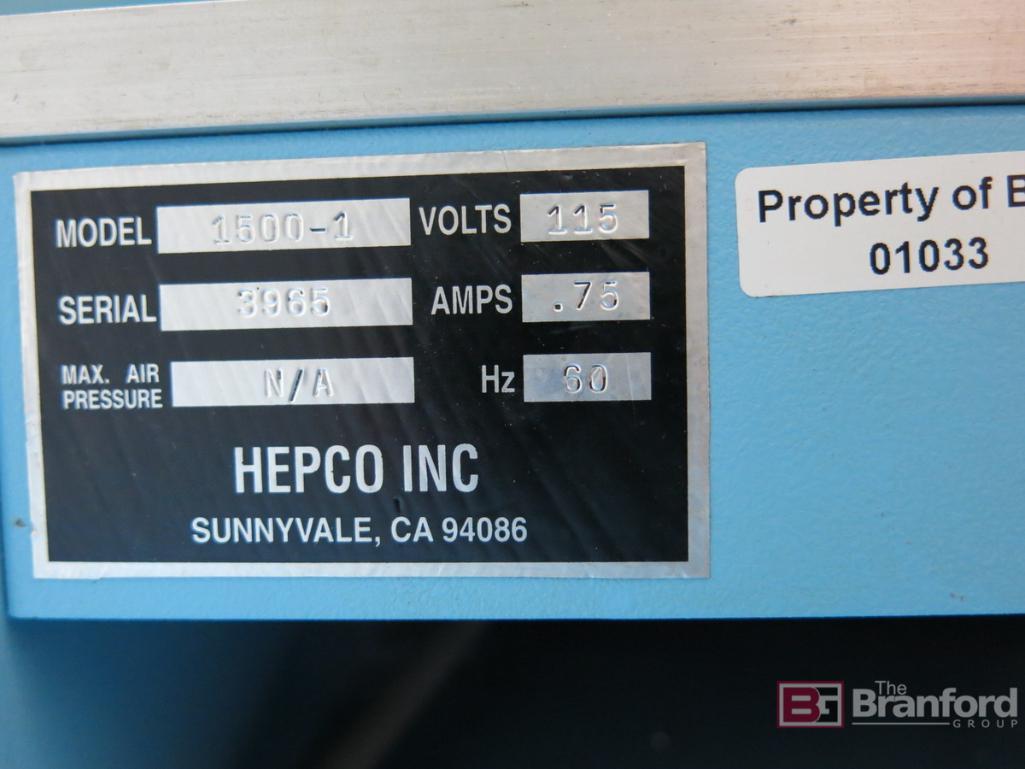 MODEL 1500-1 VOLTS 115
SERIAL 3965 AMPS .75
MAX. AIR PRESSURE N/A Hz 60
HEPCO INC
SUNNYVALE, CA 94086
Property of
01033
BG The Branford GROUP